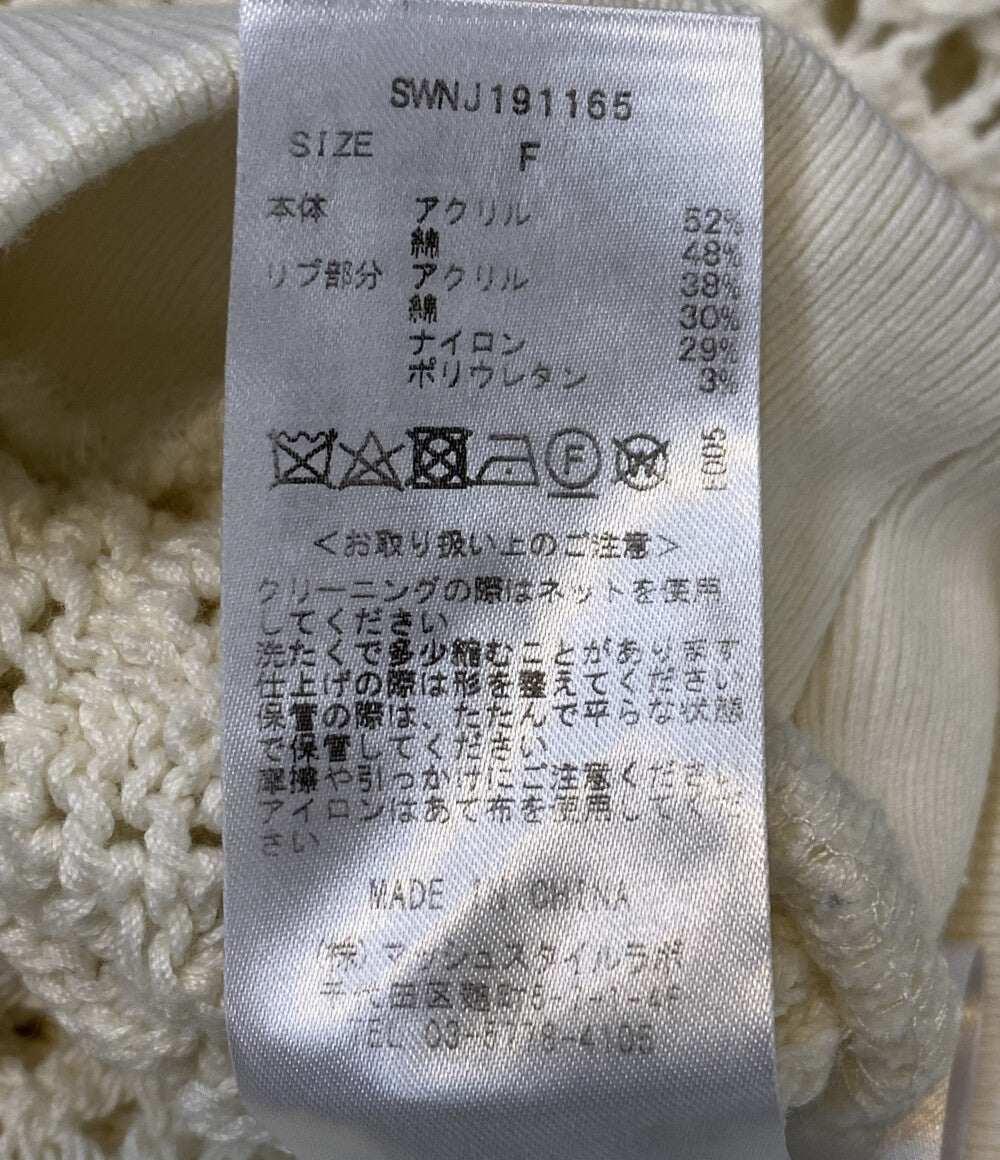 SWNJ191165
SIZE F
本体 アクリル 52%
綿 48%
リブ部分 アクリル 38%
綿 30%
ナイロン 29%
ポリウレタン 3%
F W
<お取り扱い上のご注意>
クリーニングの際はネットを使用
してください
洗たくで多少縮むことがあります
仕上げの際は形を整えてください
保管の際は、たたんで平らな状態
で保管してください
摩擦や引っかけにご注意ください
アイロンはあて布を使用してくだ
さい
MADE IN CHINA
(株)マッシュスタイルラボ
千代田区麹町5-7-1-4F
TEL 03-5778-4105